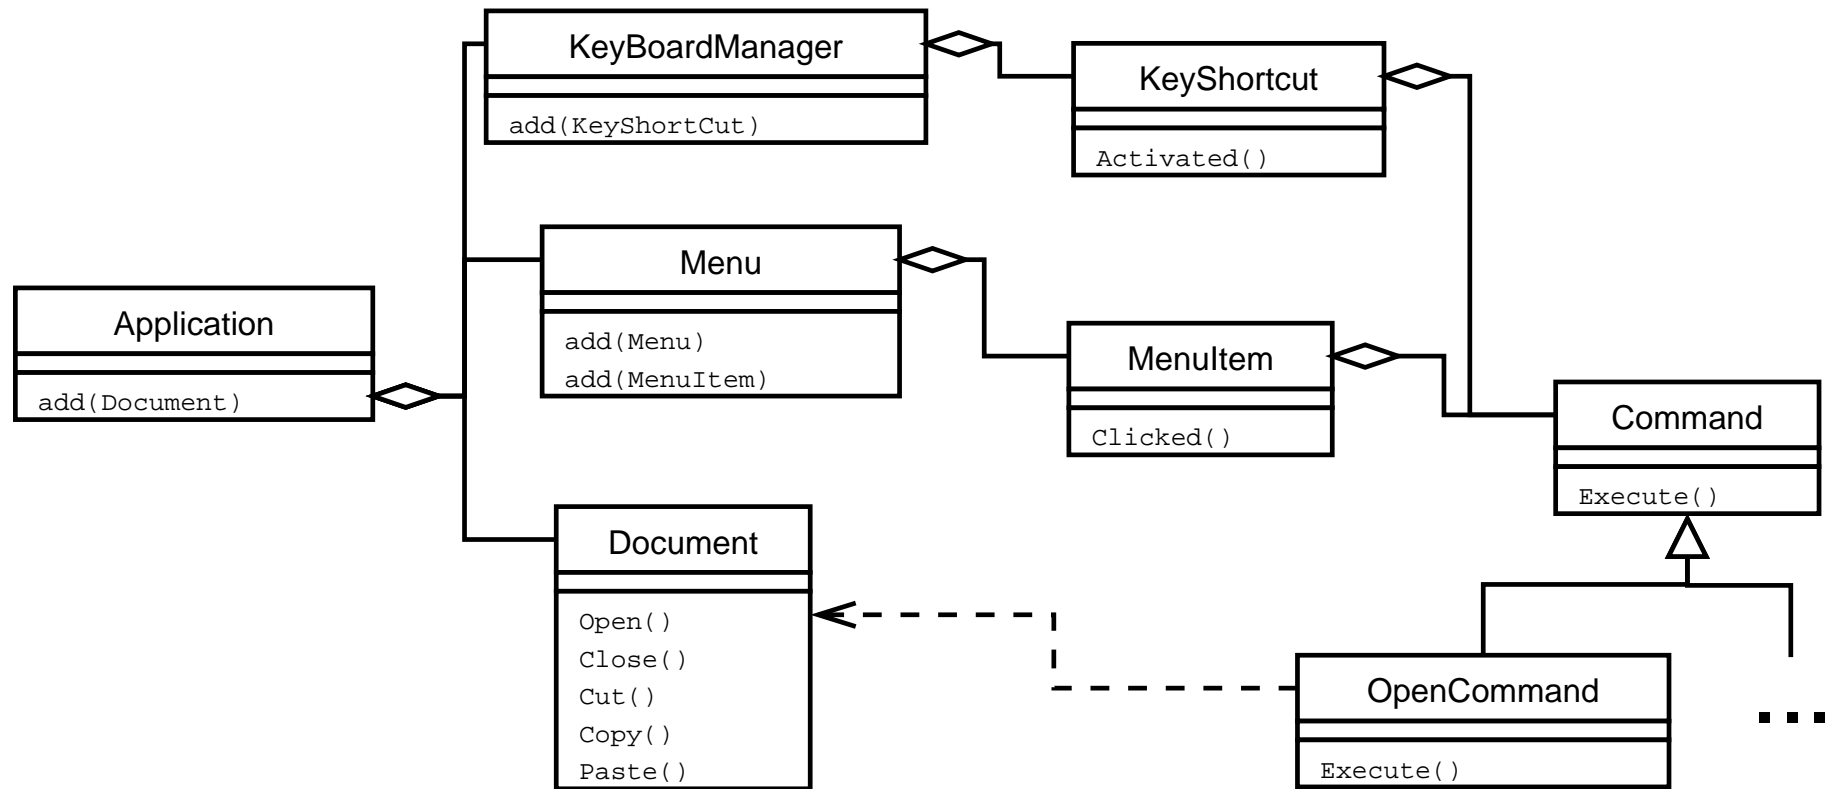 KeyBoardManager
add(KeyShortCut)
KeyShortcut
Activated()
Menu
add(Menu)
add(MenuItem)
Application
add(Document)
MenuItem
Clicked()
Command
Execute()
Document
Open()
Close()
Cut()
Copy()
Paste()
OpenCommand
Execute()
...